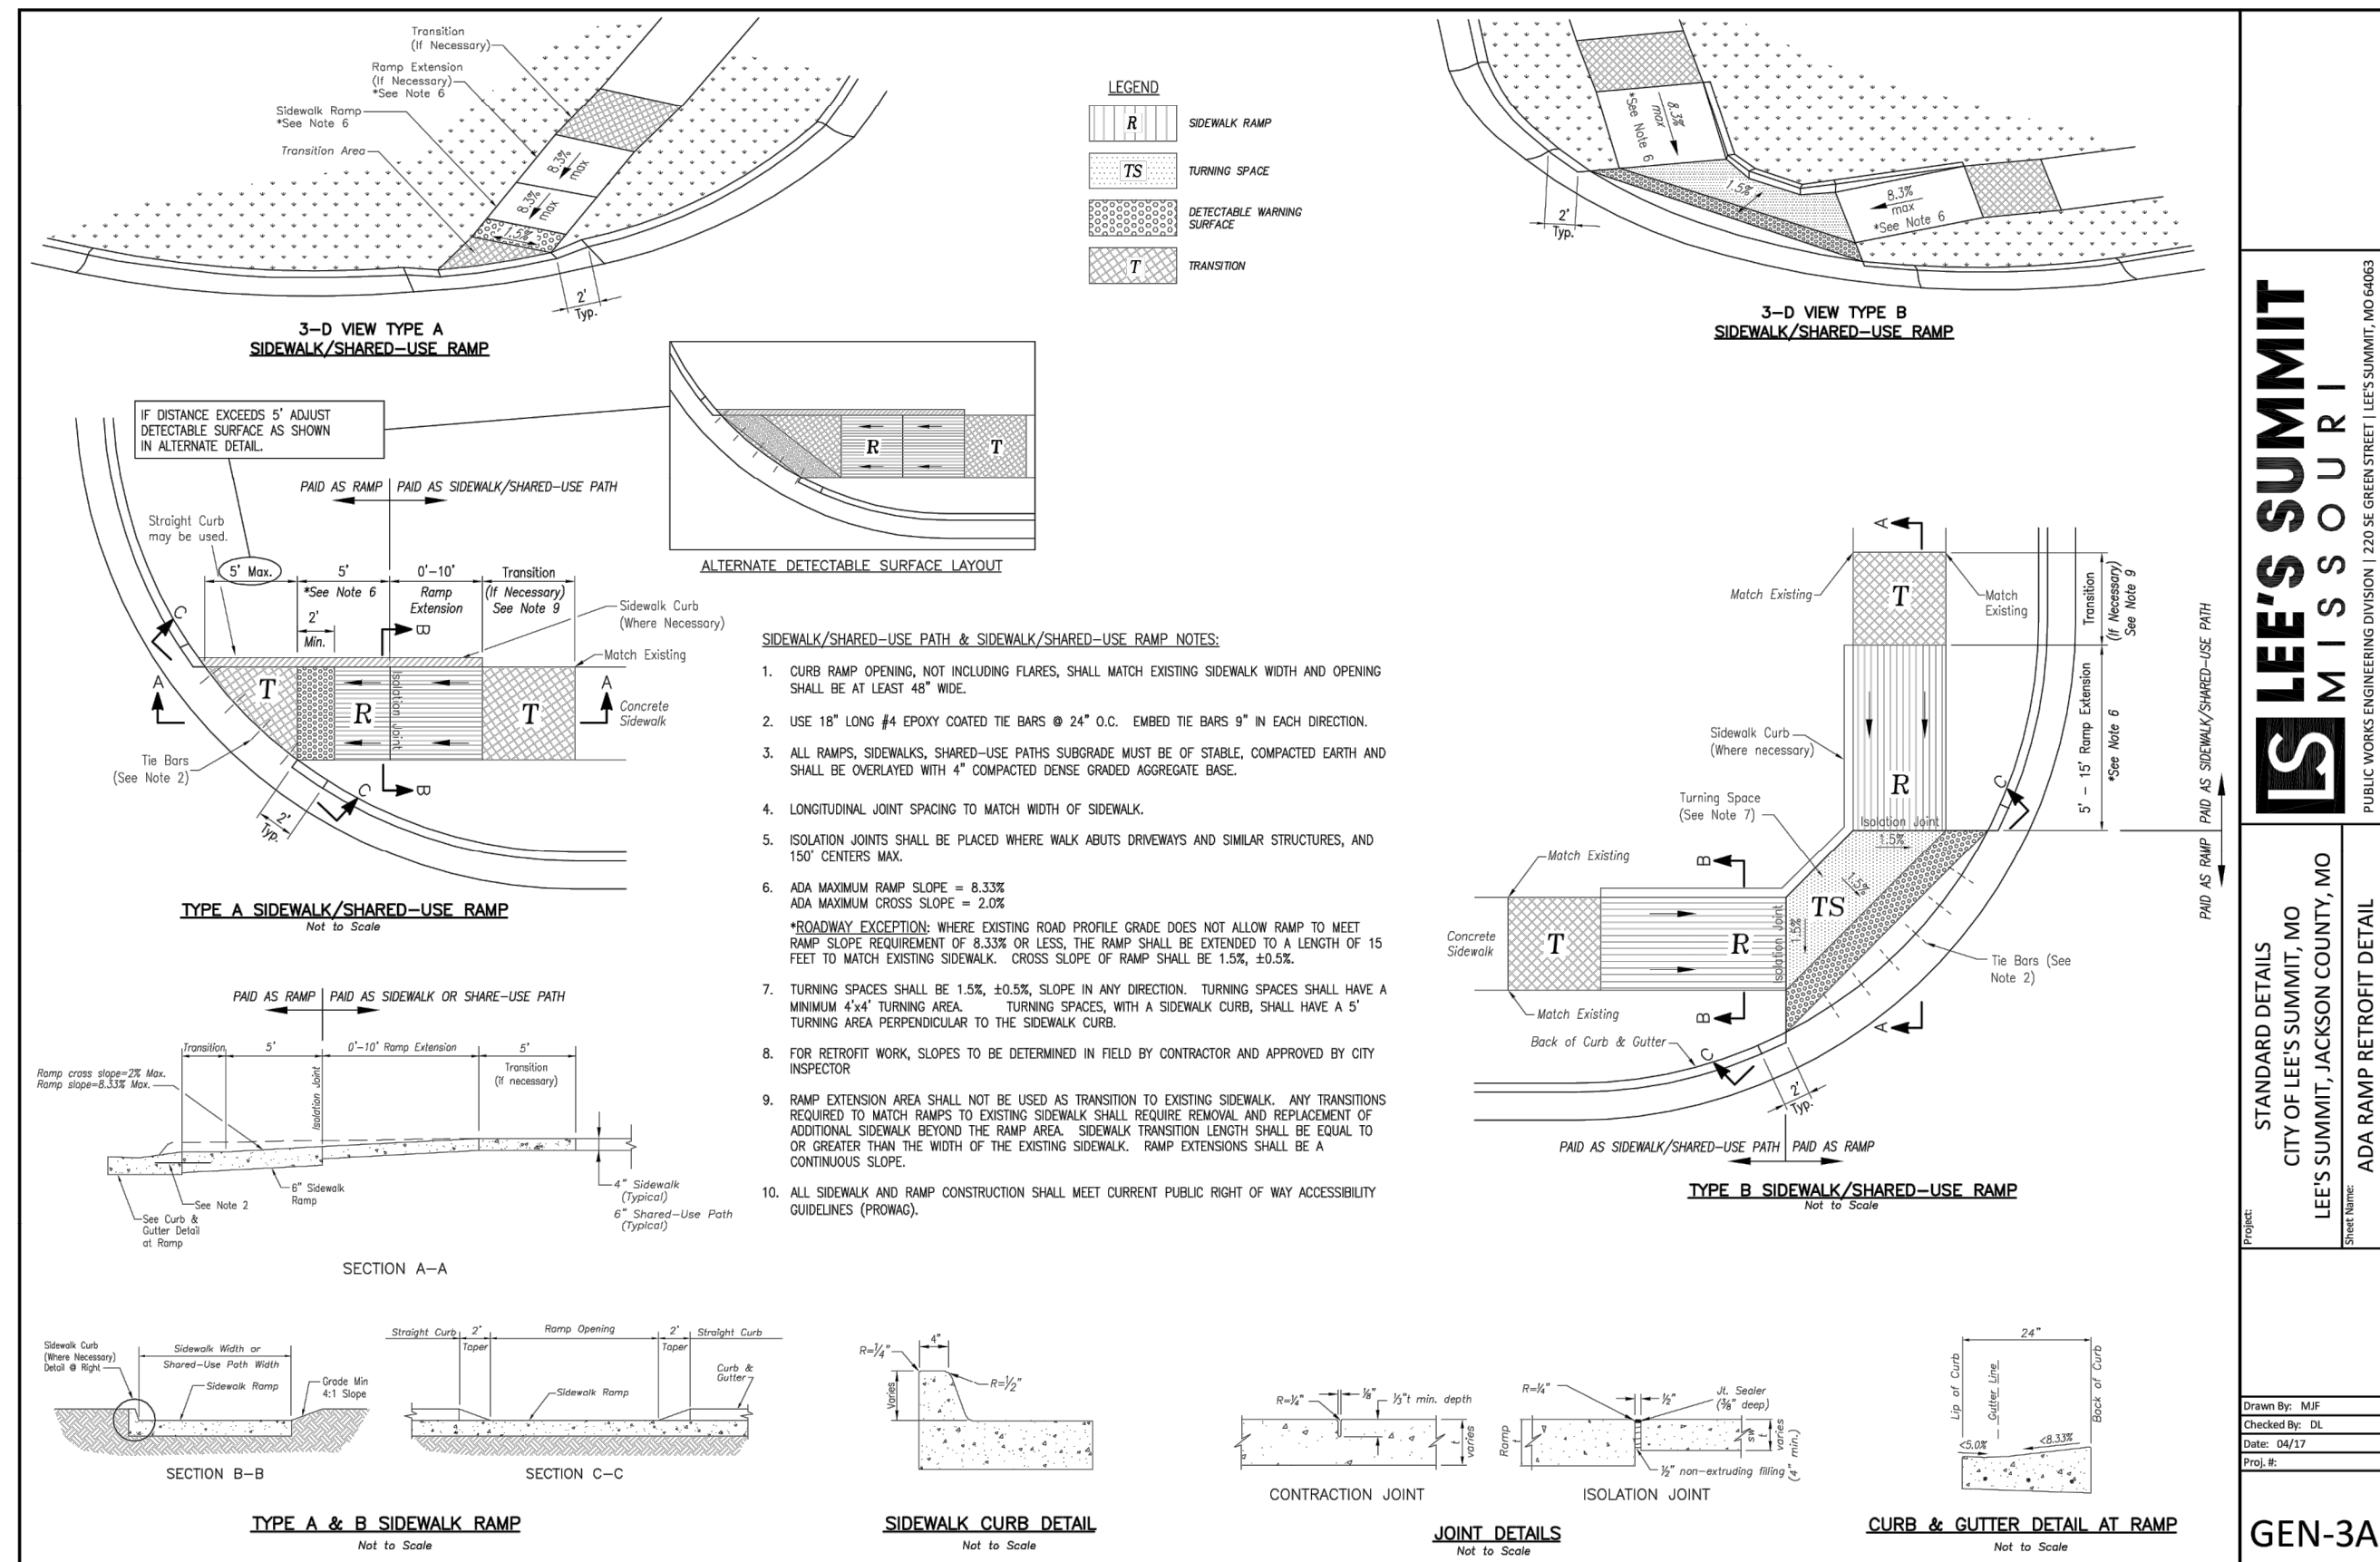 Transition
(If Necessary)
Ramp Extension
(If Necessary)
*See Note 6
Sidewalk Ramp
*See Note 6
Transition Area
8.3%
max
8.3%
max
1.5%
2'
Typ.
3-D VIEW TYPE A
SIDEWALK/SHARED-USE RAMP
LEGEND
R
SIDEWALK RAMP
TS
TURNING SPACE
DETECTABLE WARNING
SURFACE
T
TRANSITION
*See Note 6
8.3%
max
1.5%
8.3%
max
*See Note 6
2'
Typ.
3-D VIEW TYPE B
SIDEWALK/SHARED-USE RAMP
IF DISTANCE EXCEEDS 5' ADJUST
DETECTABLE SURFACE AS SHOWN
IN ALTERNATE DETAIL.
R
T
ALTERNATE DETECTABLE SURFACE LAYOUT
PAID AS RAMP
PAID AS SIDEWALK/SHARED-USE PATH
Straight Curb
may be used.
5' Max.
5'
*See Note 6
2'
Min.
0'-10'
Ramp
Extension
Transition
(If Necessary)
See Note 9
Sidewalk Curb
(Where Necessary)
Match Existing
Concrete
Sidewalk
C
A
B
T
R
Isolation Joint
T
A
B
C
Tie Bars
(See Note 2)
2'
Typ.
TYPE A SIDEWALK/SHARED-USE RAMP
Not to Scale
PAID AS RAMP
PAID AS SIDEWALK OR SHARE-USE PATH
Transition
5'
0'-10' Ramp Extension
5'
Transition
(if necessary)
Ramp cross slope=2% Max.
Ramp slope=8.33% Max.
Isolation Joint
See Note 2
See Curb &
Gutter Detail
at Ramp
6" Sidewalk
Ramp
4" Sidewalk
(Typical)
6" Shared-Use Path
(Typical)
SECTION A-A
SIDEWALK/SHARED-USE PATH & SIDEWALK/SHARED-USE RAMP NOTES:
1. CURB RAMP OPENING, NOT INCLUDING FLARES, SHALL MATCH EXISTING SIDEWALK WIDTH AND OPENING
SHALL BE AT LEAST 48" WIDE.
2. USE 18" LONG #4 EPOXY COATED TIE BARS @ 24" O.C. EMBED TIE BARS 9" IN EACH DIRECTION.
3. ALL RAMPS, SIDEWALKS, SHARED-USE PATHS SUBGRADE MUST BE OF STABLE, COMPACTED EARTH AND
SHALL BE OVERLAYED WITH 4" COMPACTED DENSE GRADED AGGREGATE BASE.
4. LONGITUDINAL JOINT SPACING TO MATCH WIDTH OF SIDEWALK.
5. ISOLATION JOINTS SHALL BE PLACED WHERE WALK ABUTS DRIVEWAYS AND SIMILAR STRUCTURES, AND
150' CENTERS MAX.
6. ADA MAXIMUM RAMP SLOPE = 8.33%
ADA MAXIMUM CROSS SLOPE = 2.0%
*ROADWAY EXCEPTION: WHERE EXISTING ROAD PROFILE GRADE DOES NOT ALLOW RAMP TO MEET
RAMP SLOPE REQUIREMENT OF 8.33% OR LESS, THE RAMP SHALL BE EXTENDED TO A LENGTH OF 15
FEET TO MATCH EXISTING SIDEWALK. CROSS SLOPE OF RAMP SHALL BE 1.5%, ±0.5%.
7. TURNING SPACES SHALL BE 1.5%, ±0.5%, SLOPE IN ANY DIRECTION. TURNING SPACES SHALL HAVE A
MINIMUM 4'x4' TURNING AREA. TURNING SPACES, WITH A SIDEWALK CURB, SHALL HAVE A 5'
TURNING AREA PERPENDICULAR TO THE SIDEWALK CURB.
8. FOR RETROFIT WORK, SLOPES TO BE DETERMINED IN FIELD BY CONTRACTOR AND APPROVED BY CITY
INSPECTOR
9. RAMP EXTENSION AREA SHALL NOT BE USED AS TRANSITION TO EXISTING SIDEWALK. ANY TRANSITIONS
REQUIRED TO MATCH RAMPS TO EXISTING SIDEWALK SHALL REQUIRE REMOVAL AND REPLACEMENT OF
ADDITIONAL SIDEWALK BEYOND THE RAMP AREA. SIDEWALK TRANSITION LENGTH SHALL BE EQUAL TO
OR GREATER THAN THE WIDTH OF THE EXISTING SIDEWALK. RAMP EXTENSIONS SHALL BE A
CONTINUOUS SLOPE.
10. ALL SIDEWALK AND RAMP CONSTRUCTION SHALL MEET CURRENT PUBLIC RIGHT OF WAY ACCESSIBILITY
GUIDELINES (PROWAG).
A
Match Existing
T
Match
Existing
Transition
(If Necessary)
See Note 9
5' - 15' Ramp Extension
*See Note 6
PAID AS RAMP
PAID AS SIDEWALK/SHARED-USE PATH
Sidewalk Curb
(Where necessary)
R
C
Isolation Joint
1.5%
Turning Space
(See Note 7)
Match Existing
B
1.5%
TS
1.5%
Isolation Joint
Concrete
Sidewalk
T
R
Tie Bars (See
Note 2)
Match Existing
B
A
Back of Curb & Gutter
C
2'
Typ.
PAID AS SIDEWALK/SHARED-USE PATH
PAID AS RAMP
TYPE B SIDEWALK/SHARED-USE RAMP
Not to Scale
Sidewalk Curb
(Where Necessary)
Detail @ Right
Sidewalk Width or
Shared-Use Path Width
Sidewalk Ramp
Grade Min
4:1 Slope
SECTION B-B
Straight Curb
2'
Taper
Ramp Opening
2'
Taper
Straight Curb
Curb &
Gutter
Sidewalk Ramp
SECTION C-C
TYPE A & B SIDEWALK RAMP
Not to Scale
4"
R=¼"
R=½"
Varies
SIDEWALK CURB DETAIL
Not to Scale
R=¼"
⅛"
⅓"t min. depth
t
varies
CONTRACTION JOINT
R=¼"
½"
Jt. Sealer
(⅜" deep)
Ramp
t
sw
t
varies
(4" min.)
½" non-extruding filling
ISOLATION JOINT
JOINT DETAILS
Not to Scale
24"
Lip of Curb
Gutter Line
Back of Curb
<5.0%
<8.33%
CURB & GUTTER DETAIL AT RAMP
Not to Scale
LS
LEE'S SUMMIT
MISSOURI
PUBLIC WORKS ENGINEERING DIVISION | 220 SE GREEN STREET | LEE'S SUMMIT, MO 64063
Project:
STANDARD DETAILS
CITY OF LEE'S SUMMIT, MO
LEE'S SUMMIT, JACKSON COUNTY, MO
Sheet Name:
ADA RAMP RETROFIT DETAIL
Drawn By: MJF
Checked By: DL
Date: 04/17
Proj. #:
GEN-3A